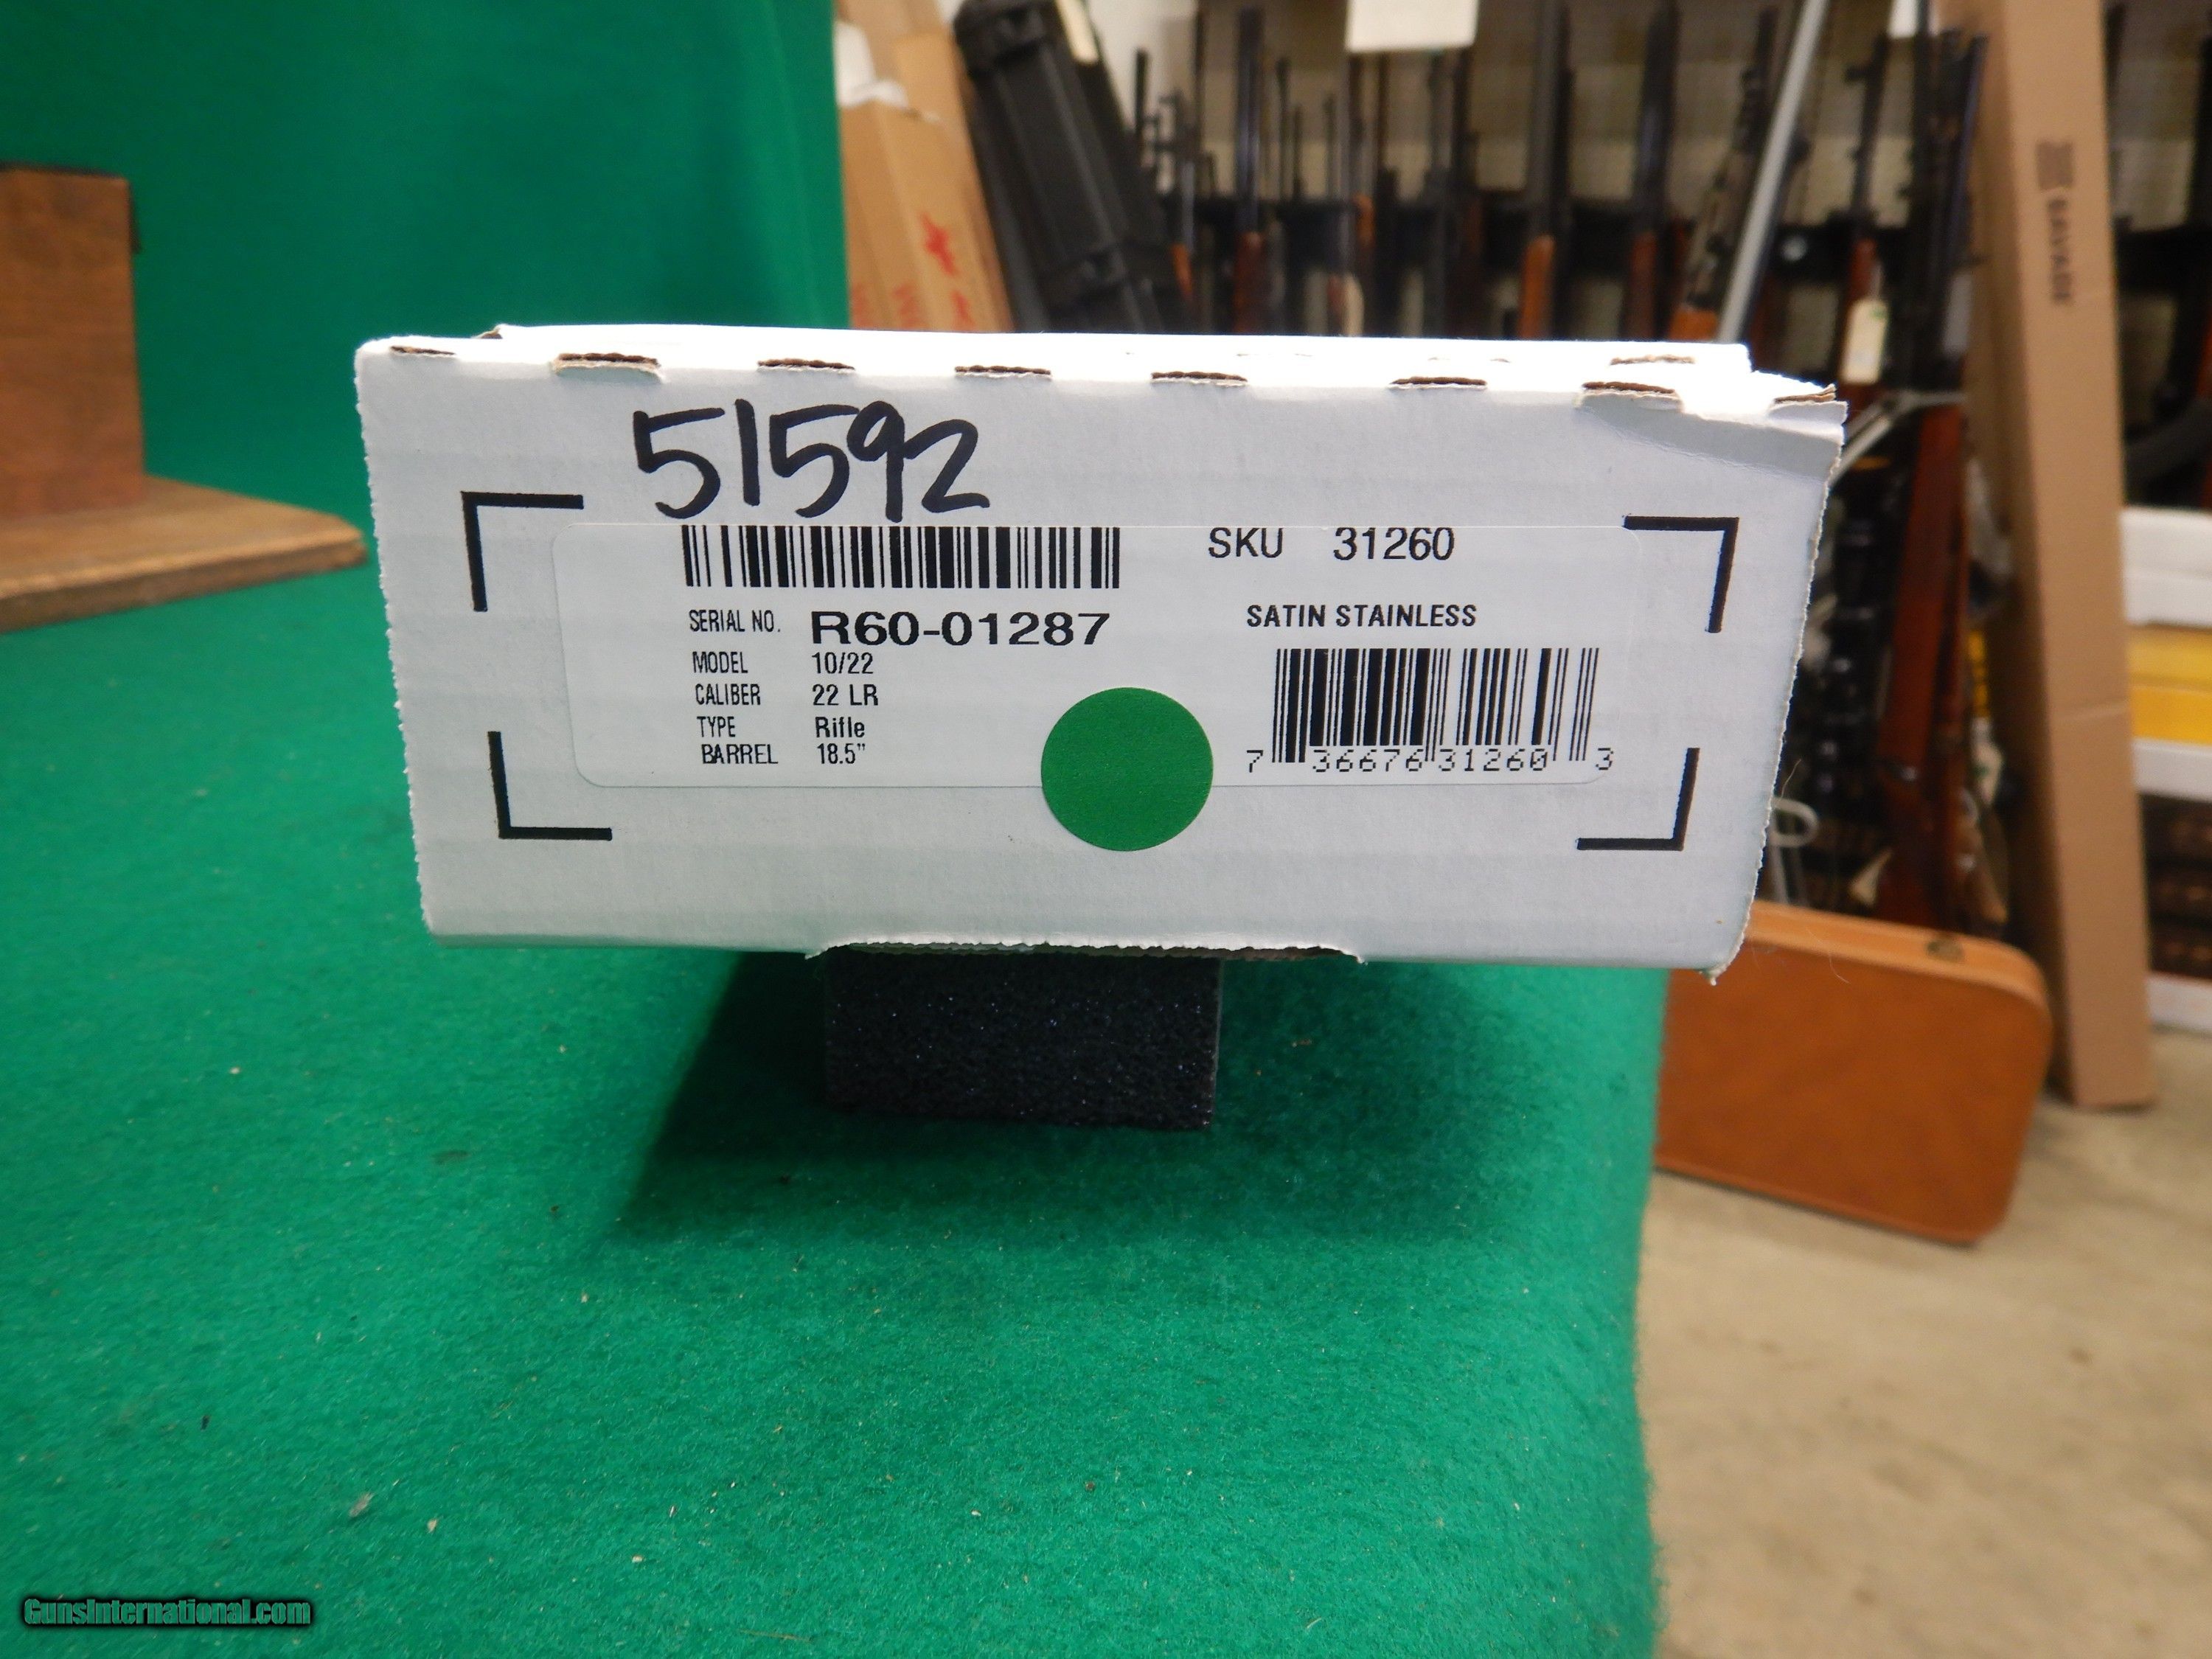 51592
SKU 31260
SERIAL NO. R60-01287
SATIN STAINLESS
MODEL 10/22
CALIBER 22 LR
TYPE Rifle
BARREL 18.5"
7 36676 31260 3
SAVAGE
GunsInternational.com